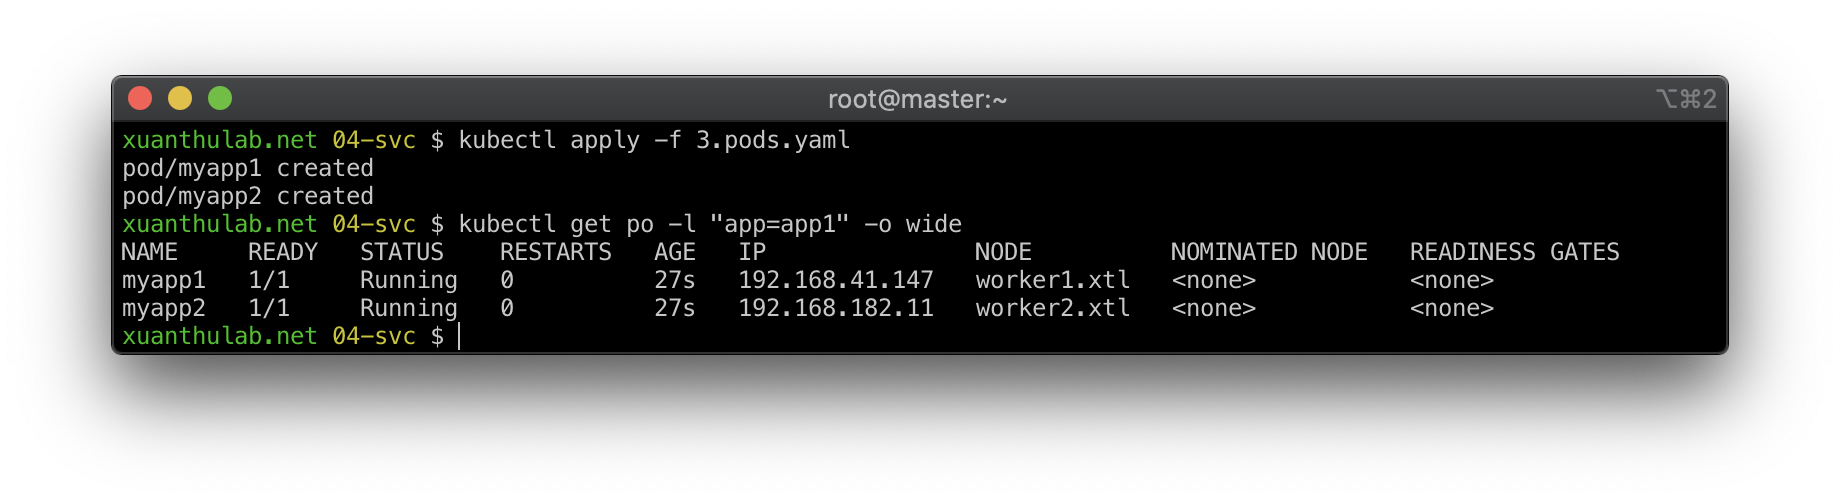 root@master:~
⌥⌘2
xuanthulab.net 04-svc $ kubectl apply -f 3.pods.yaml
pod/myapp1 created
pod/myapp2 created
xuanthulab.net 04-svc $ kubectl get po -l "app=app1" -o wide
NAME     READY   STATUS    RESTARTS   AGE   IP               NODE          NOMINATED NODE   READINESS GATES
myapp1   1/1     Running   0          27s   192.168.41.147   worker1.xtl   <none>           <none>
myapp2   1/1     Running   0          27s   192.168.182.11   worker2.xtl   <none>           <none>
xuanthulab.net 04-svc $